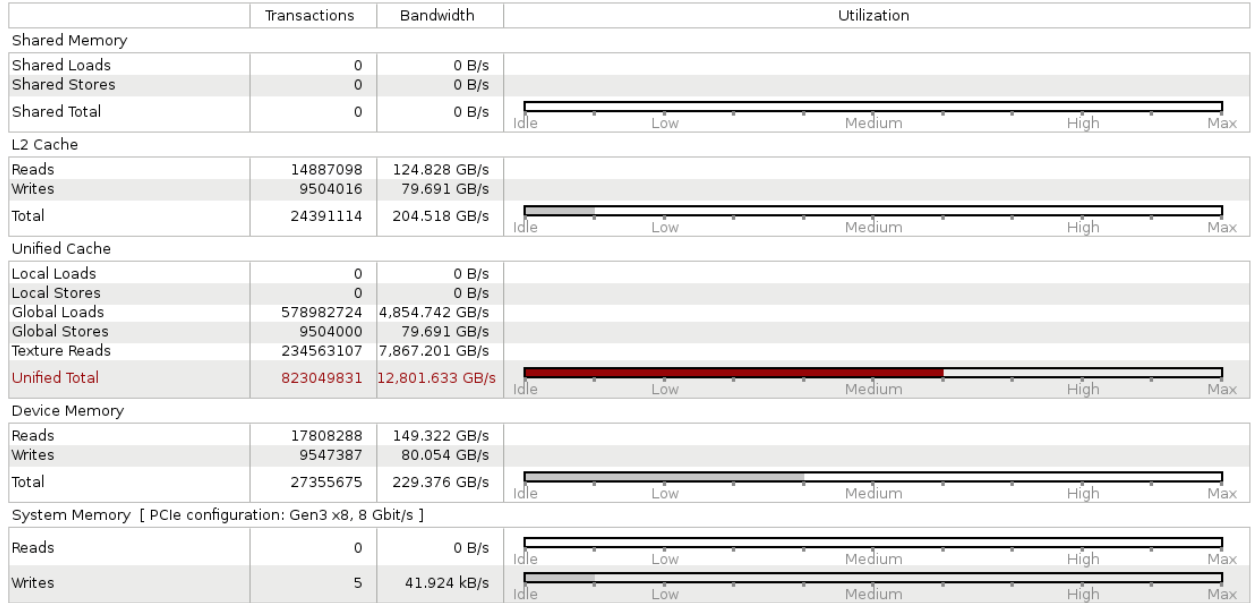 Transactions Bandwidth Utilization
Shared Memory
Shared Loads 0 0 B/s
Shared Stores 0 0 B/s
Shared Total 0 0 B/s
Idle Low Medium High Max
L2 Cache
Reads 14887098 124.828 GB/s
Writes 9504016 79.691 GB/s
Total 24391114 204.518 GB/s
Idle Low Medium High Max
Unified Cache
Local Loads 0 0 B/s
Local Stores 0 0 B/s
Global Loads 578982724 4,854.742 GB/s
Global Stores 9504000 79.691 GB/s
Texture Reads 234563107 7,867.201 GB/s
Unified Total 823049831 12,801.633 GB/s
Idle Low Medium High Max
Device Memory
Reads 17808288 149.322 GB/s
Writes 9547387 80.054 GB/s
Total 27355675 229.376 GB/s
Idle Low Medium High Max
System Memory [ PCIe configuration: Gen3 x8, 8 Gbit/s ]
Reads 0 0 B/s
Idle Low Medium High Max
Writes 5 41.924 kB/s
Idle Low Medium High Max